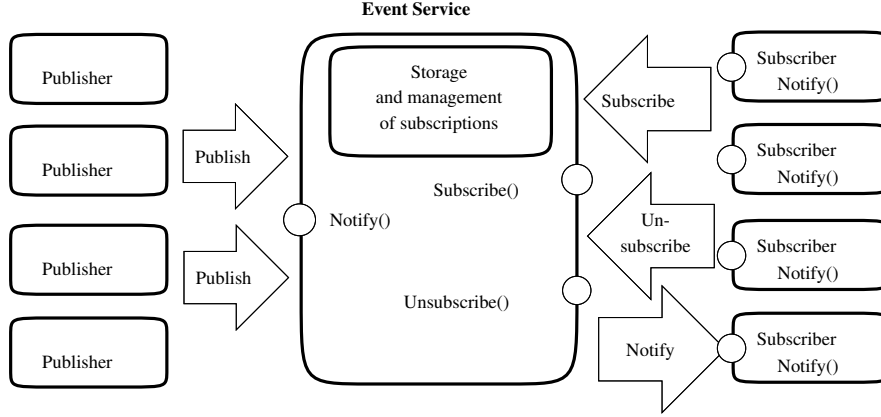 Event Service
Publisher
Publisher
Publisher
Publisher
Publish
Publish
Storage
and management
of subscriptions
Notify()
Subscribe()
Unsubscribe()
Subscribe
Un-
subscribe
Notify
Subscriber
Notify()
Subscriber
Notify()
Subscriber
Notify()
Subscriber
Notify()